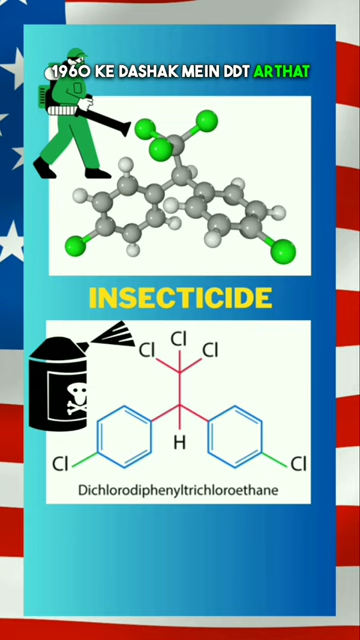 1960 KE DASHAK MEIN DDT ARTHAT
INSECTICIDE
Cl
Cl Cl
H
Cl Cl
Dichlorodiphenyltrichloroethane